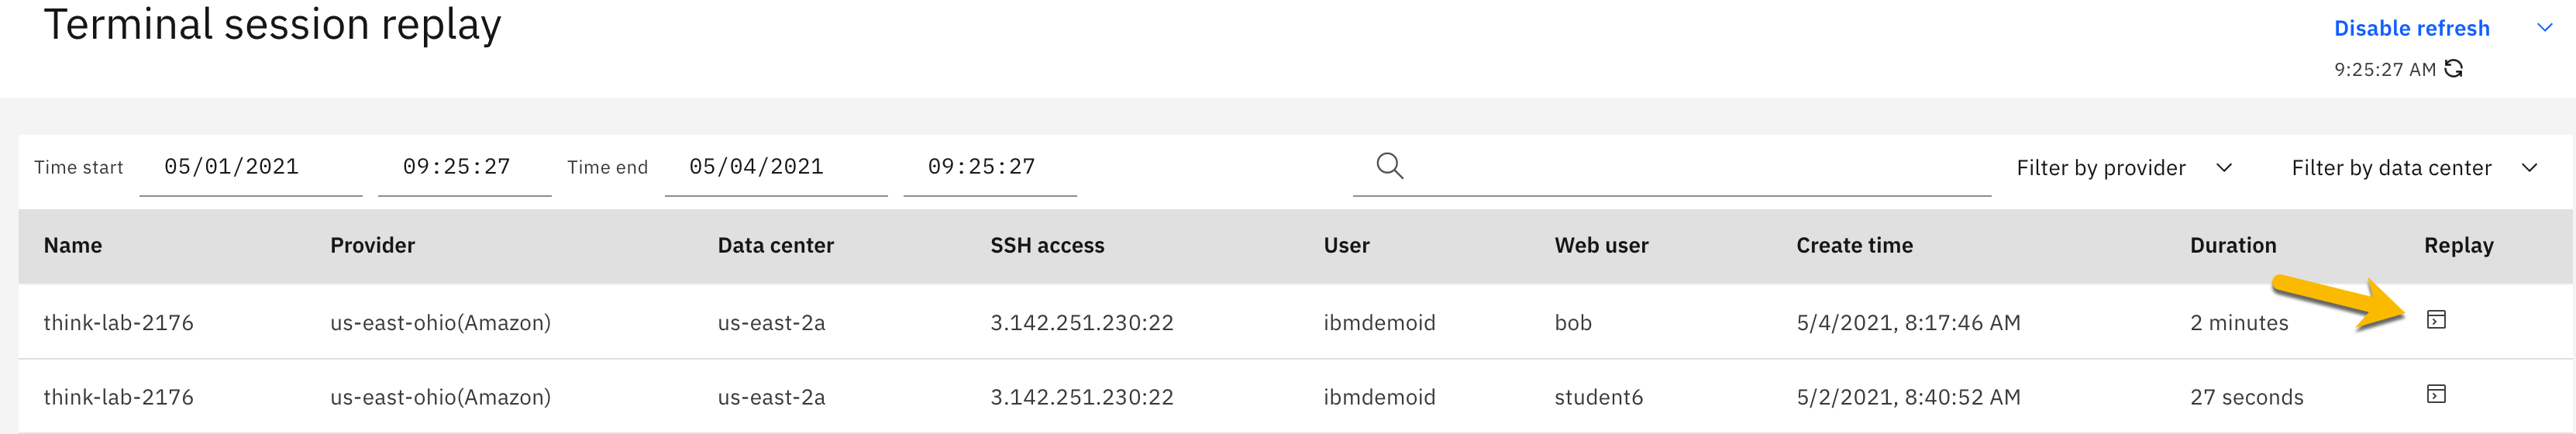 Terminal session replay
Disable refresh
9:25:27 AM
Time start 05/01/2021 09:25:27 Time end 05/04/2021 09:25:27 Filter by provider Filter by data center
Name Provider Data center SSH access User Web user Create time Duration Replay
think-lab-2176 us-east-ohio(Amazon) us-east-2a 3.142.251.230:22 ibmdemoid bob 5/4/2021, 8:17:46 AM 2 minutes
think-lab-2176 us-east-ohio(Amazon) us-east-2a 3.142.251.230:22 ibmdemoid student6 5/2/2021, 8:40:52 AM 27 seconds